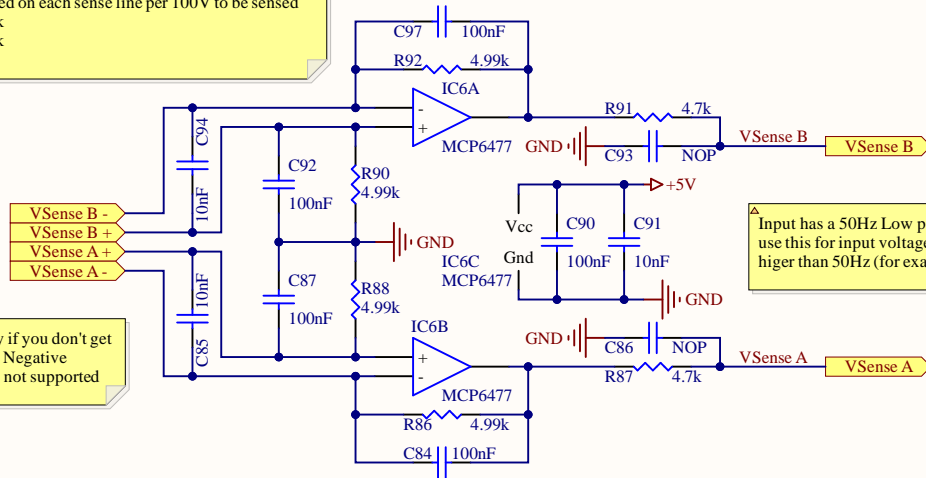 ed on each sense line per 100V to be sensed
k
k
C97 100nF
R92 4.99k
IC6A
-
+
MCP6477
R91 4.7k
GND C93 NOP
VSense B
VSense B
C94
10nF
C92
100nF
R90
4.99k
VSense B -
VSense B +
VSense A +
VSense A -
GND
+5V
Vcc
Gnd
IC6C
MCP6477
C90
100nF
C91
10nF
GND
Input has a 50Hz Low p
use this for input voltage
higer than 50Hz (for exa
10nF
C85
C87
100nF
R88
4.99k
IC6B
+
-
MCP6477
GND C86 NOP
R87 4.7k
VSense A
VSense A
y if you don't get
Negative
not supported
R86 4.99k
C84 100nF